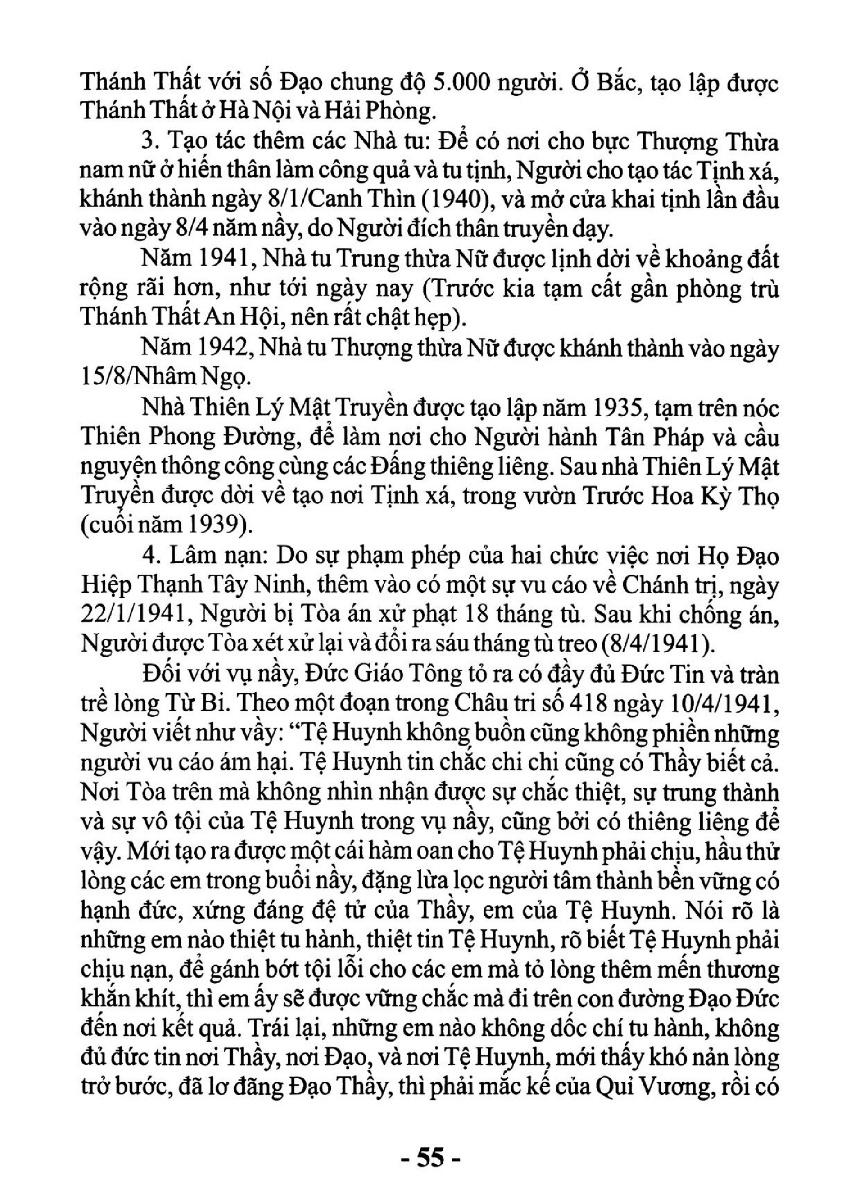 Thánh Thất với số Đạo chung độ 5.000 người. Ở Bắc, tạo lập được
Thánh Thất ở Hà Nội và Hải Phòng.
3. Tạo tác thêm các Nhà tu: Để có nơi cho bực Thượng Thừa
nam nữ ở hiến thân làm công quả và tu tịnh, Người cho tạo tác Tịnh xá,
khánh thành ngày 8/1/Canh Thìn (1940), và mở cửa khai tịnh lần đầu
vào ngày 8/4 năm nầy, do Người đích thân truyền dạy.
Năm 1941, Nhà tu Trung thừa Nữ được lịnh dời về khoảng đất
rộng rãi hơn, như tới ngày nay (Trước kia tạm cất gần phòng trù
Thánh Thất An Hội, nên rất chật hẹp).
Năm 1942, Nhà tu Thượng thừa Nữ được khánh thành vào ngày
15/8/Nhâm Ngọ.
Nhà Thiên Lý Mật Truyền được tạo lập năm 1935, tạm trên nóc
Thiên Phong Đường, để làm nơi cho Người hành Tân Pháp và cầu
nguyện thông công cùng các Đấng thiêng liêng. Sau nhà Thiên Lý Mật
Truyền được dời về tạo nơi Tịnh xá, trong vườn Trước Hoa Kỳ Thọ
(cuối năm 1939).
4. Lâm nạn: Do sự phạm phép của hai chức việc nơi Họ Đạo
Hiệp Thạnh Tây Ninh, thêm vào có một sự vu cáo về Chánh trị, ngày
22/1/1941, Người bị Tòa án xử phạt 18 tháng tù. Sau khi chống án,
Người được Tòa xét xử lại và đổi ra sáu tháng tù treo (8/4/1941).
Đối với vụ nầy, Đức Giáo Tông tỏ ra có đầy đủ Đức Tin và tràn
trề lòng Từ Bi. Theo một đoạn trong Châu tri số 418 ngày 10/4/1941,
Người viết như vầy: “Tệ Huynh không buồn cũng không phiền những
người vu cáo ám hại. Tệ Huynh tin chắc chi chi cũng có Thầy biết cả.
Nơi Tòa trên mà không nhìn nhận được sự chắc thiệt, sự trung thành
và sự vô tội của Tệ Huynh trong vụ nầy, cũng bởi có thiêng liêng để
vậy. Mới tạo ra được một cái hàm oan cho Tệ Huynh phải chịu, hầu thử
lòng các em trong buổi nầy, đặng lừa lọc người tâm thành bền vững có
hạnh đức, xứng đáng đệ tử của Thầy, em của Tệ Huynh. Nói rõ là
những em nào thiệt tu hành, thiệt tin Tệ Huynh, rõ biết Tệ Huynh phải
chịu nạn, để gánh bớt tội lỗi cho các em mà tỏ lòng thêm mến thương
khắn khít, thì em ấy sẽ được vững chắc mà đi trên con đường Đạo Đức
đến nơi kết quả. Trái lại, những em nào không dốc chí tu hành, không
đủ đức tin nơi Thầy, nơi Đạo, và nơi Tệ Huynh, mới thấy khó nản lòng
trở bước, đã lơ đãng Đạo Thầy, thì phải mắc kế của Quỉ Vương, rồi có
- 55 -